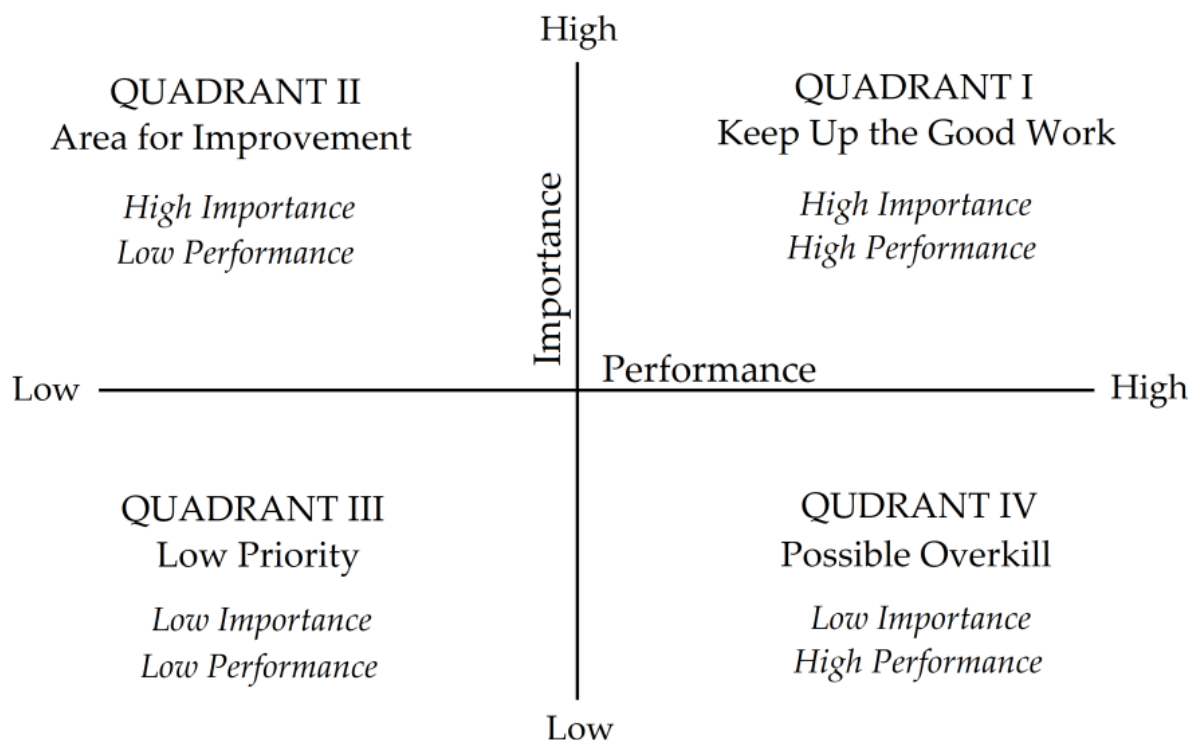 High
QUADRANT II
Area for Improvement
High Importance
Low Performance
QUADRANT I
Keep Up the Good Work
High Importance
High Performance
Importance
Performance
Low
High
QUADRANT III
Low Priority
Low Importance
Low Performance
QUDRANT IV
Possible Overkill
Low Importance
High Performance
Low